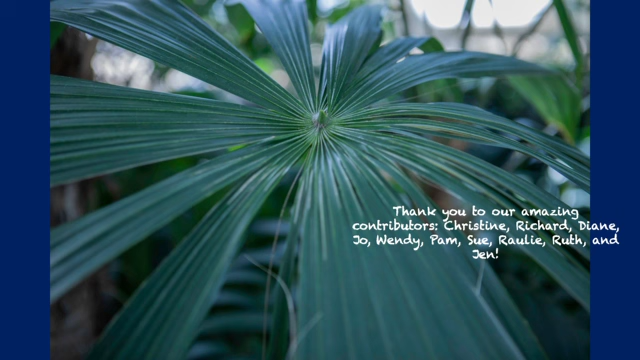 Thank you to our amazing
contributors: Christine, Richard, Diane,
Jo, Wendy, Pam, Sue, Raulie, Ruth, and
Jen!